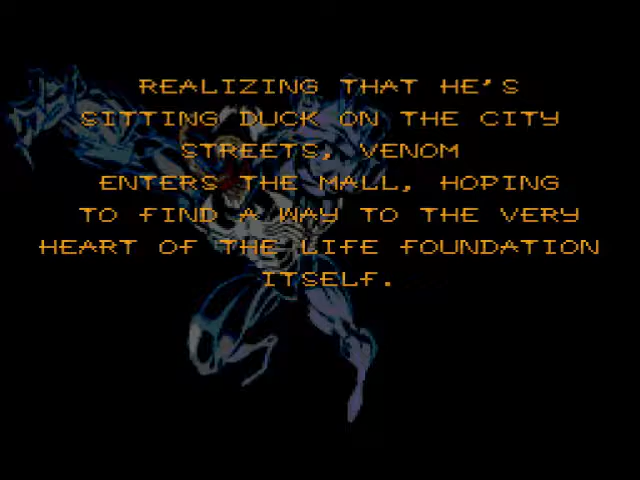 REALIZING THAT HE'S
SITTING DUCK ON THE CITY
STREETS, VENOM
ENTERS THE MALL, HOPING
TO FIND A WAY TO THE VERY
HEART OF THE LIFE FOUNDATION
ITSELF.